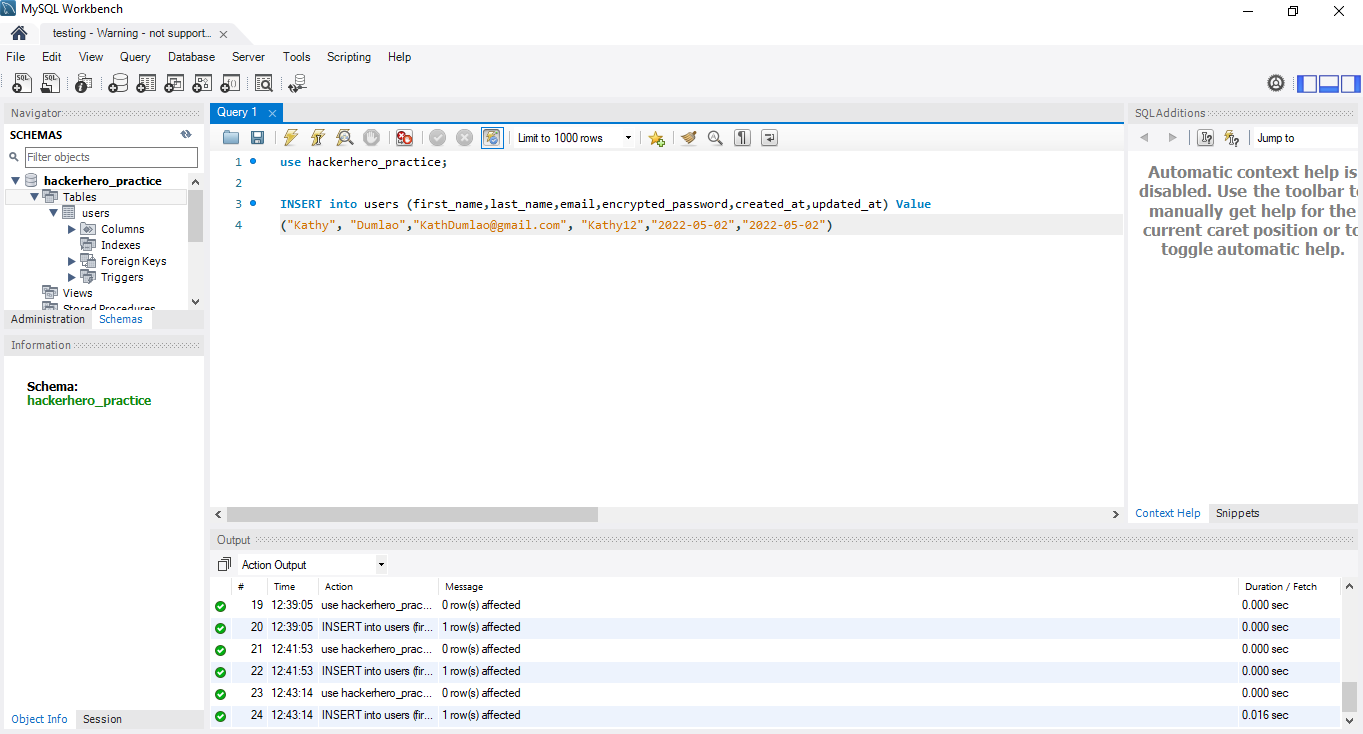 MySQL Workbench
testing - Warning - not support...
File Edit View Query Database Server Tools Scripting Help
Navigator
SCHEMAS
Filter objects
hackerhero_practice
Tables
users
Columns
Indexes
Foreign Keys
Triggers
Views
Stored Procedures
Administration Schemas
Information
Schema:
hackerhero_practice
Object Info Session
Query 1
Limit to 1000 rows
1 use hackerhero_practice;
2
3 INSERT into users (first_name,last_name,email,encrypted_password,created_at,updated_at) Value
4 ("Kathy", "Dumlao","KathDumlao@gmail.com", "Kathy12","2022-05-02","2022-05-02")
SQLAdditions
Jump to
Automatic context help is
disabled. Use the toolbar to
manually get help for the
current caret position or to
toggle automatic help.
Context Help Snippets
Output
Action Output
# Time Action Message Duration / Fetch
19 12:39:05 use hackerhero_prac... 0 row(s) affected 0.000 sec
20 12:39:05 INSERT into users (fir... 1 row(s) affected 0.000 sec
21 12:41:53 use hackerhero_prac... 0 row(s) affected 0.000 sec
22 12:41:53 INSERT into users (fir... 1 row(s) affected 0.000 sec
23 12:43:14 use hackerhero_prac... 0 row(s) affected 0.000 sec
24 12:43:14 INSERT into users (fir... 1 row(s) affected 0.016 sec